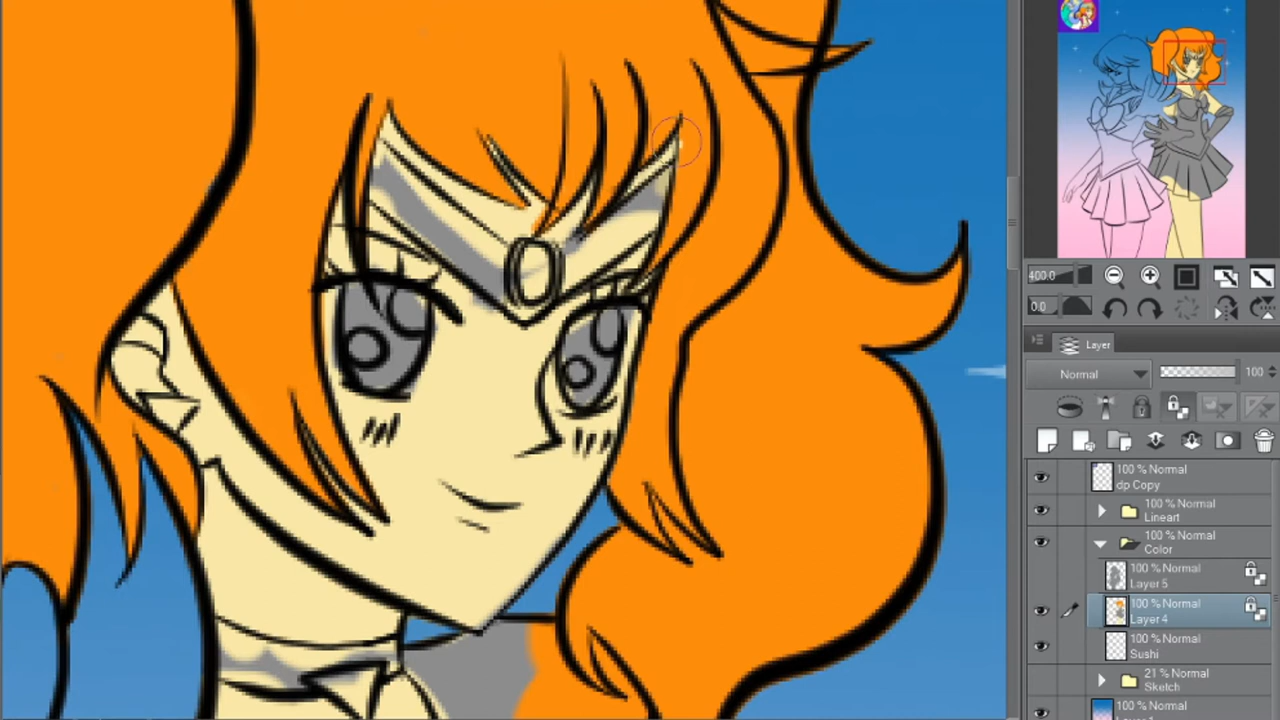 400.0
0.0
Layer
Normal
100
100 % Normal
dp Copy
100 % Normal
Lineart
100 % Normal
Color
100 % Normal
Layer 5
100 % Normal
Layer 4
100 % Normal
Sushi
21 % Normal
Sketch
100 % Normal